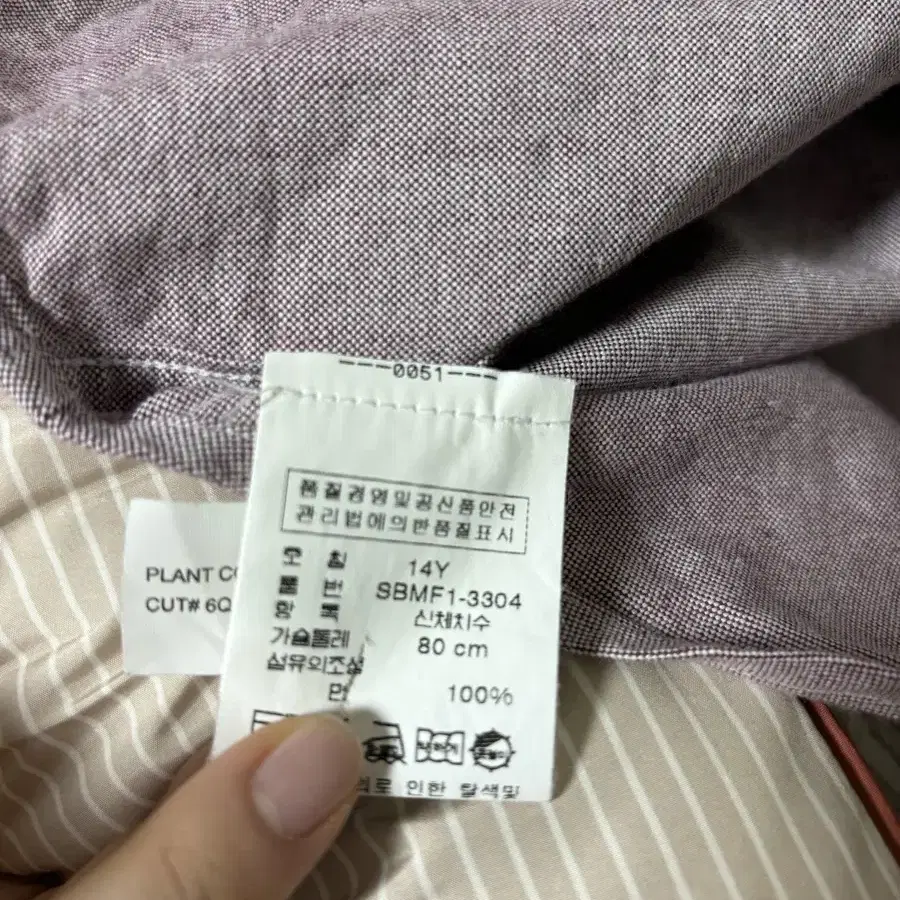 ---0051---
품질경영및공산품안전
관리법에의한품질표시
호 칭 14Y
품 번 SBMF1-3304
항 목 신체치수
가슴둘레 80 cm
섬유의조성
면 100%
로 인한 탈색및
PLANT
CUT# 6Q